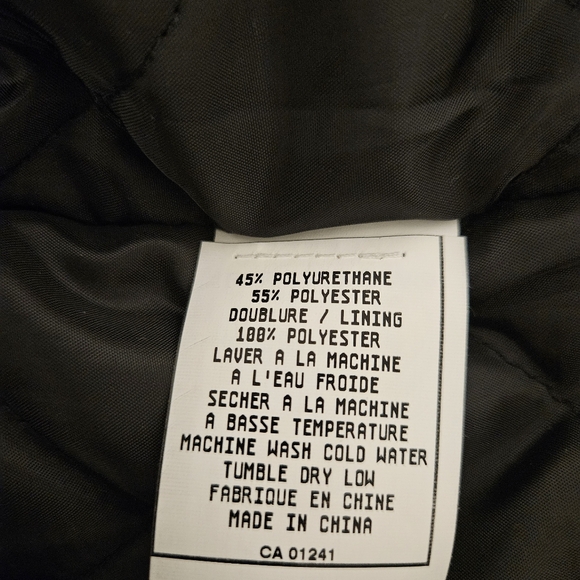 45% POLYURETHANE
55% POLYESTER
DOUBLURE / LINING
100% POLYESTER
LAVER A LA MACHINE
A L'EAU FROIDE
SECHER A LA MACHINE
A BASSE TEMPERATURE
MACHINE WASH COLD WATER
TUMBLE DRY LOW
FABRIQUE EN CHINE
MADE IN CHINA
CA 01241